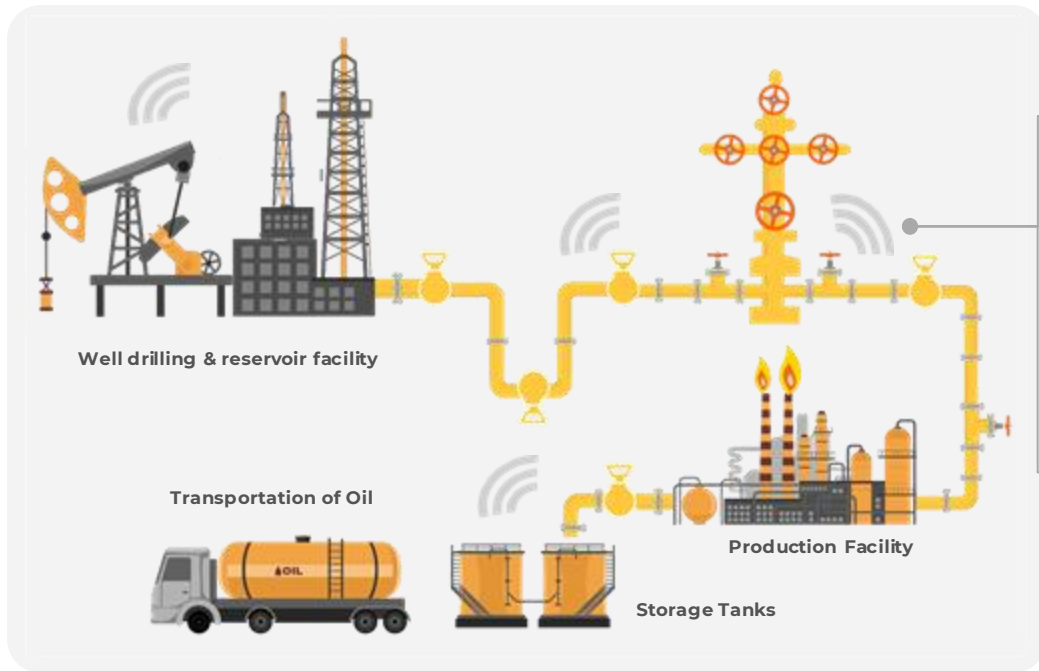 Well drilling & reservoir facility
Transportation of Oil
OIL
Production Facility
Storage Tanks